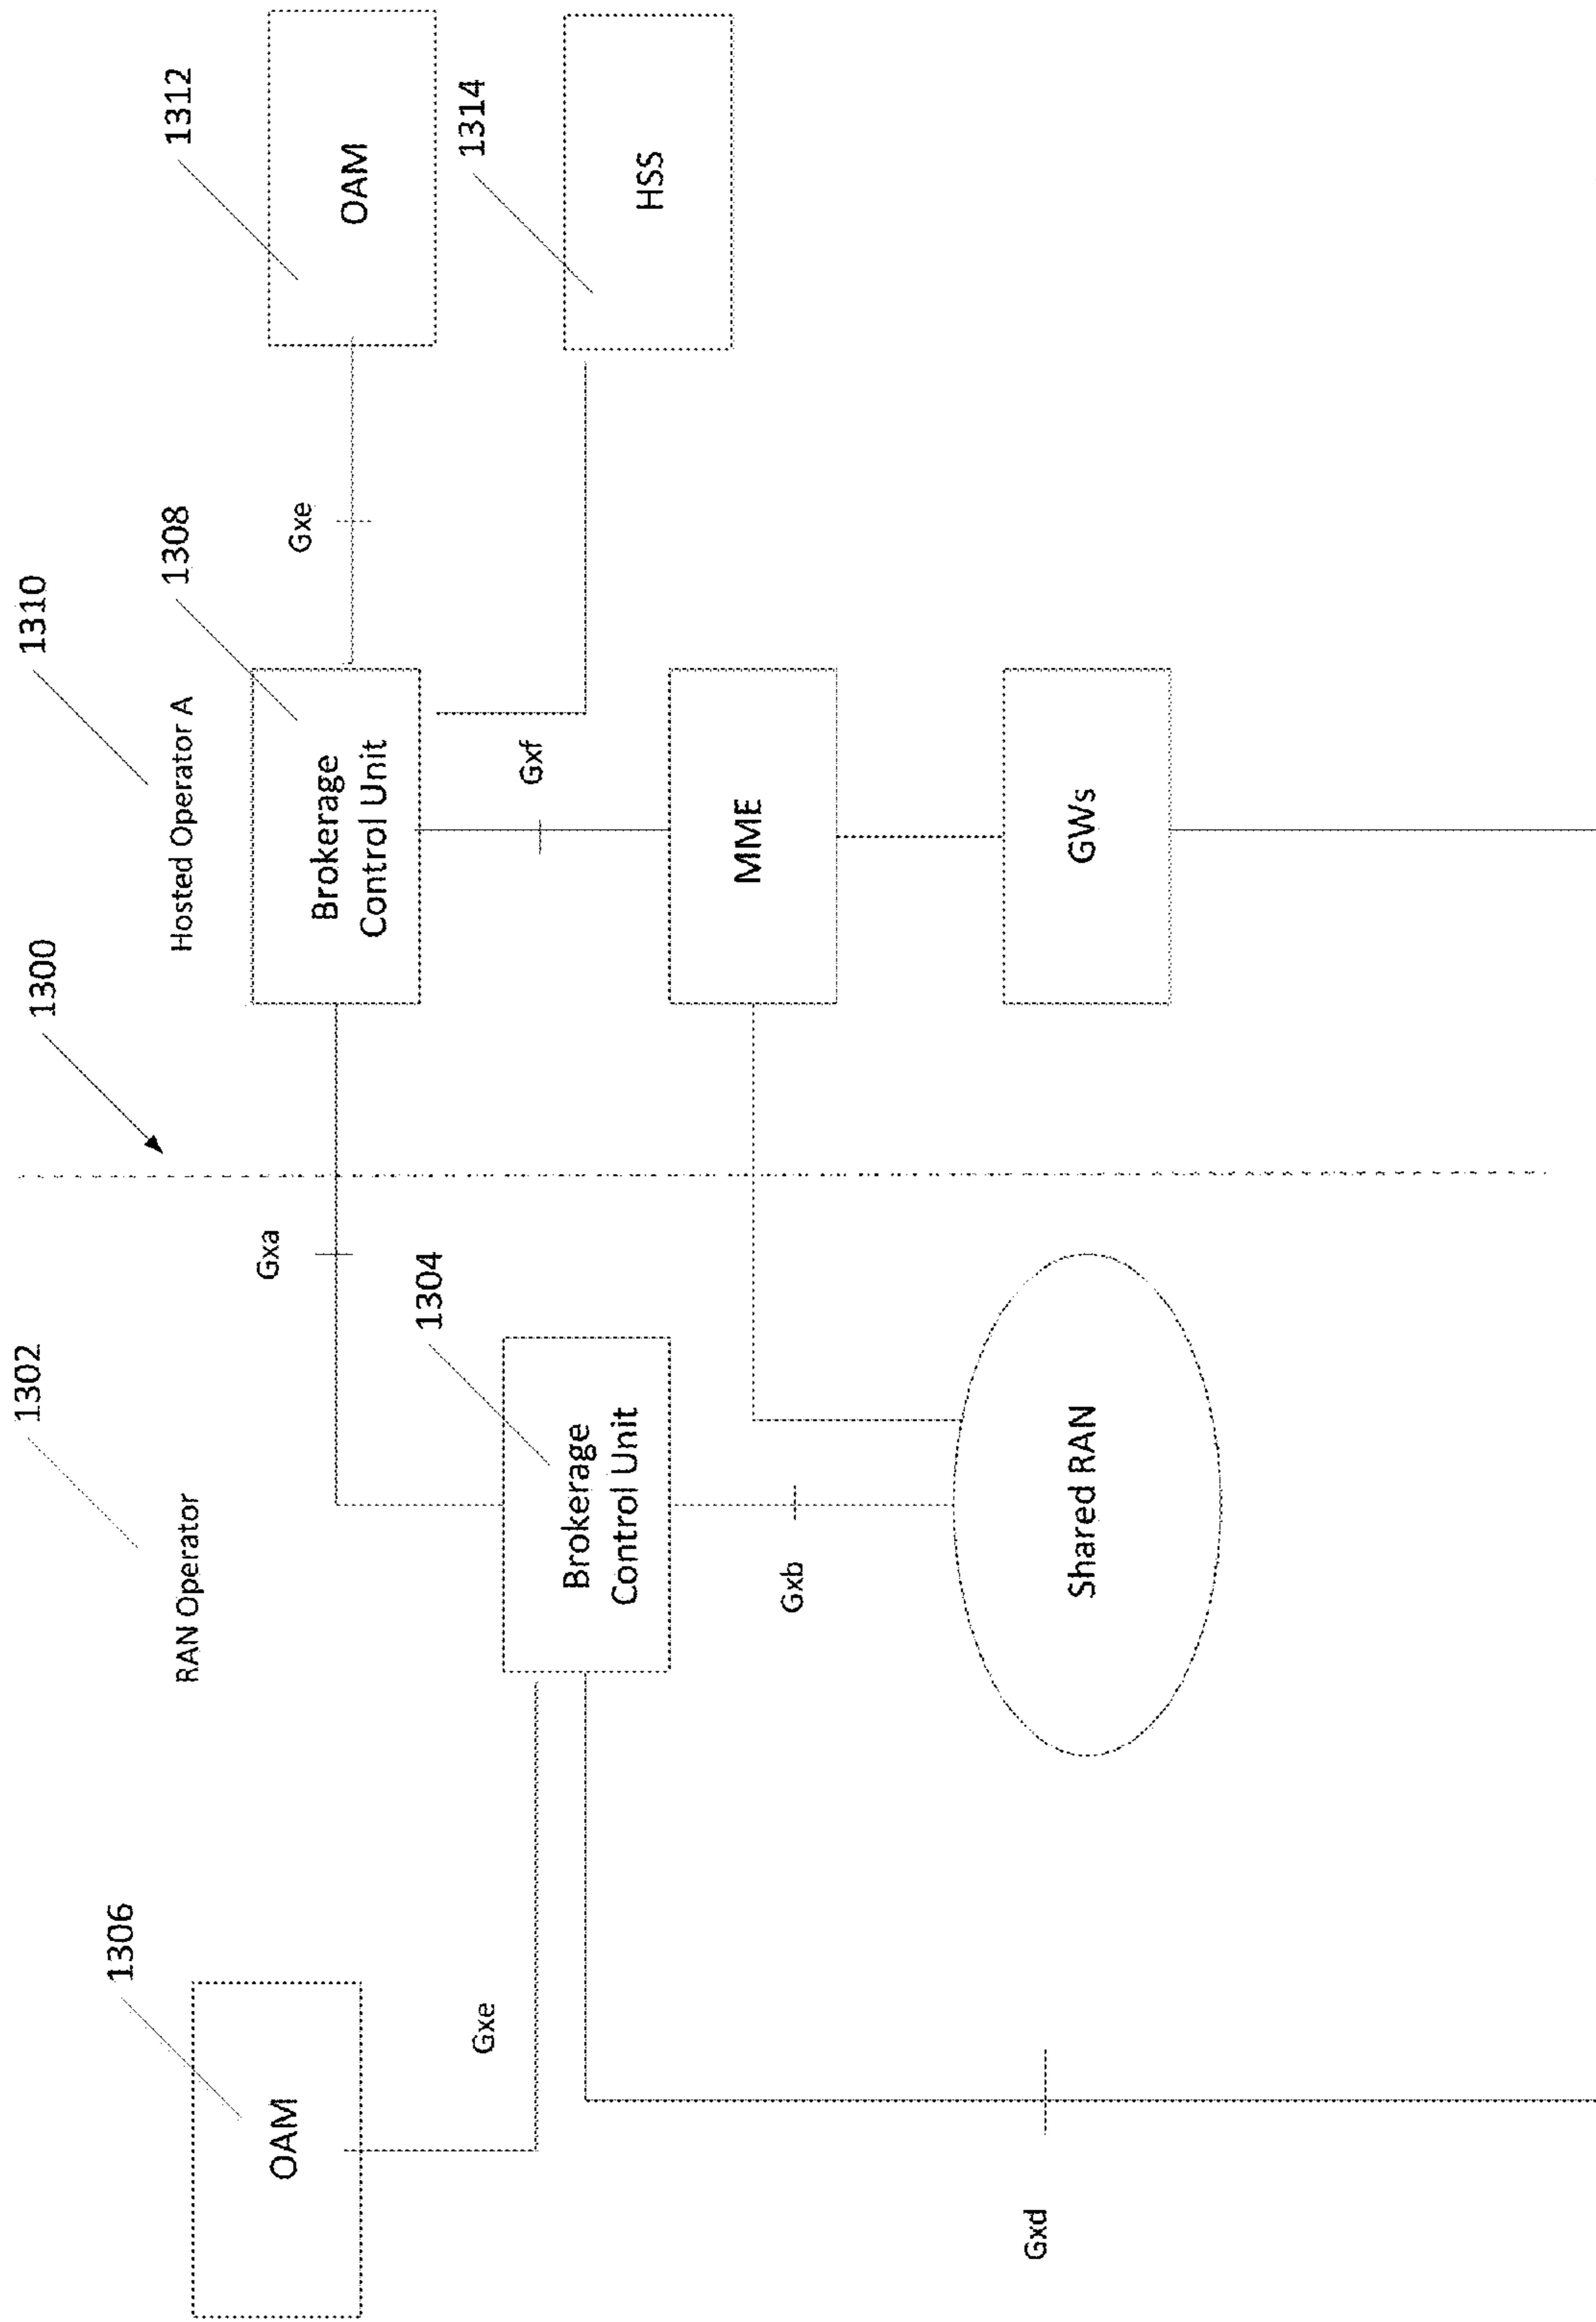 1302
1300
1310
RAN Operator
Hosted Operator A
1306
1308
1312
Gxa
Gxe
OAM
1304
Brokerage
Control Unit
OAM
Gxe
Brokerage
Control Unit
Gxf
1314
HSS
Gxb
MME
Gxd
Shared RAN
GWs